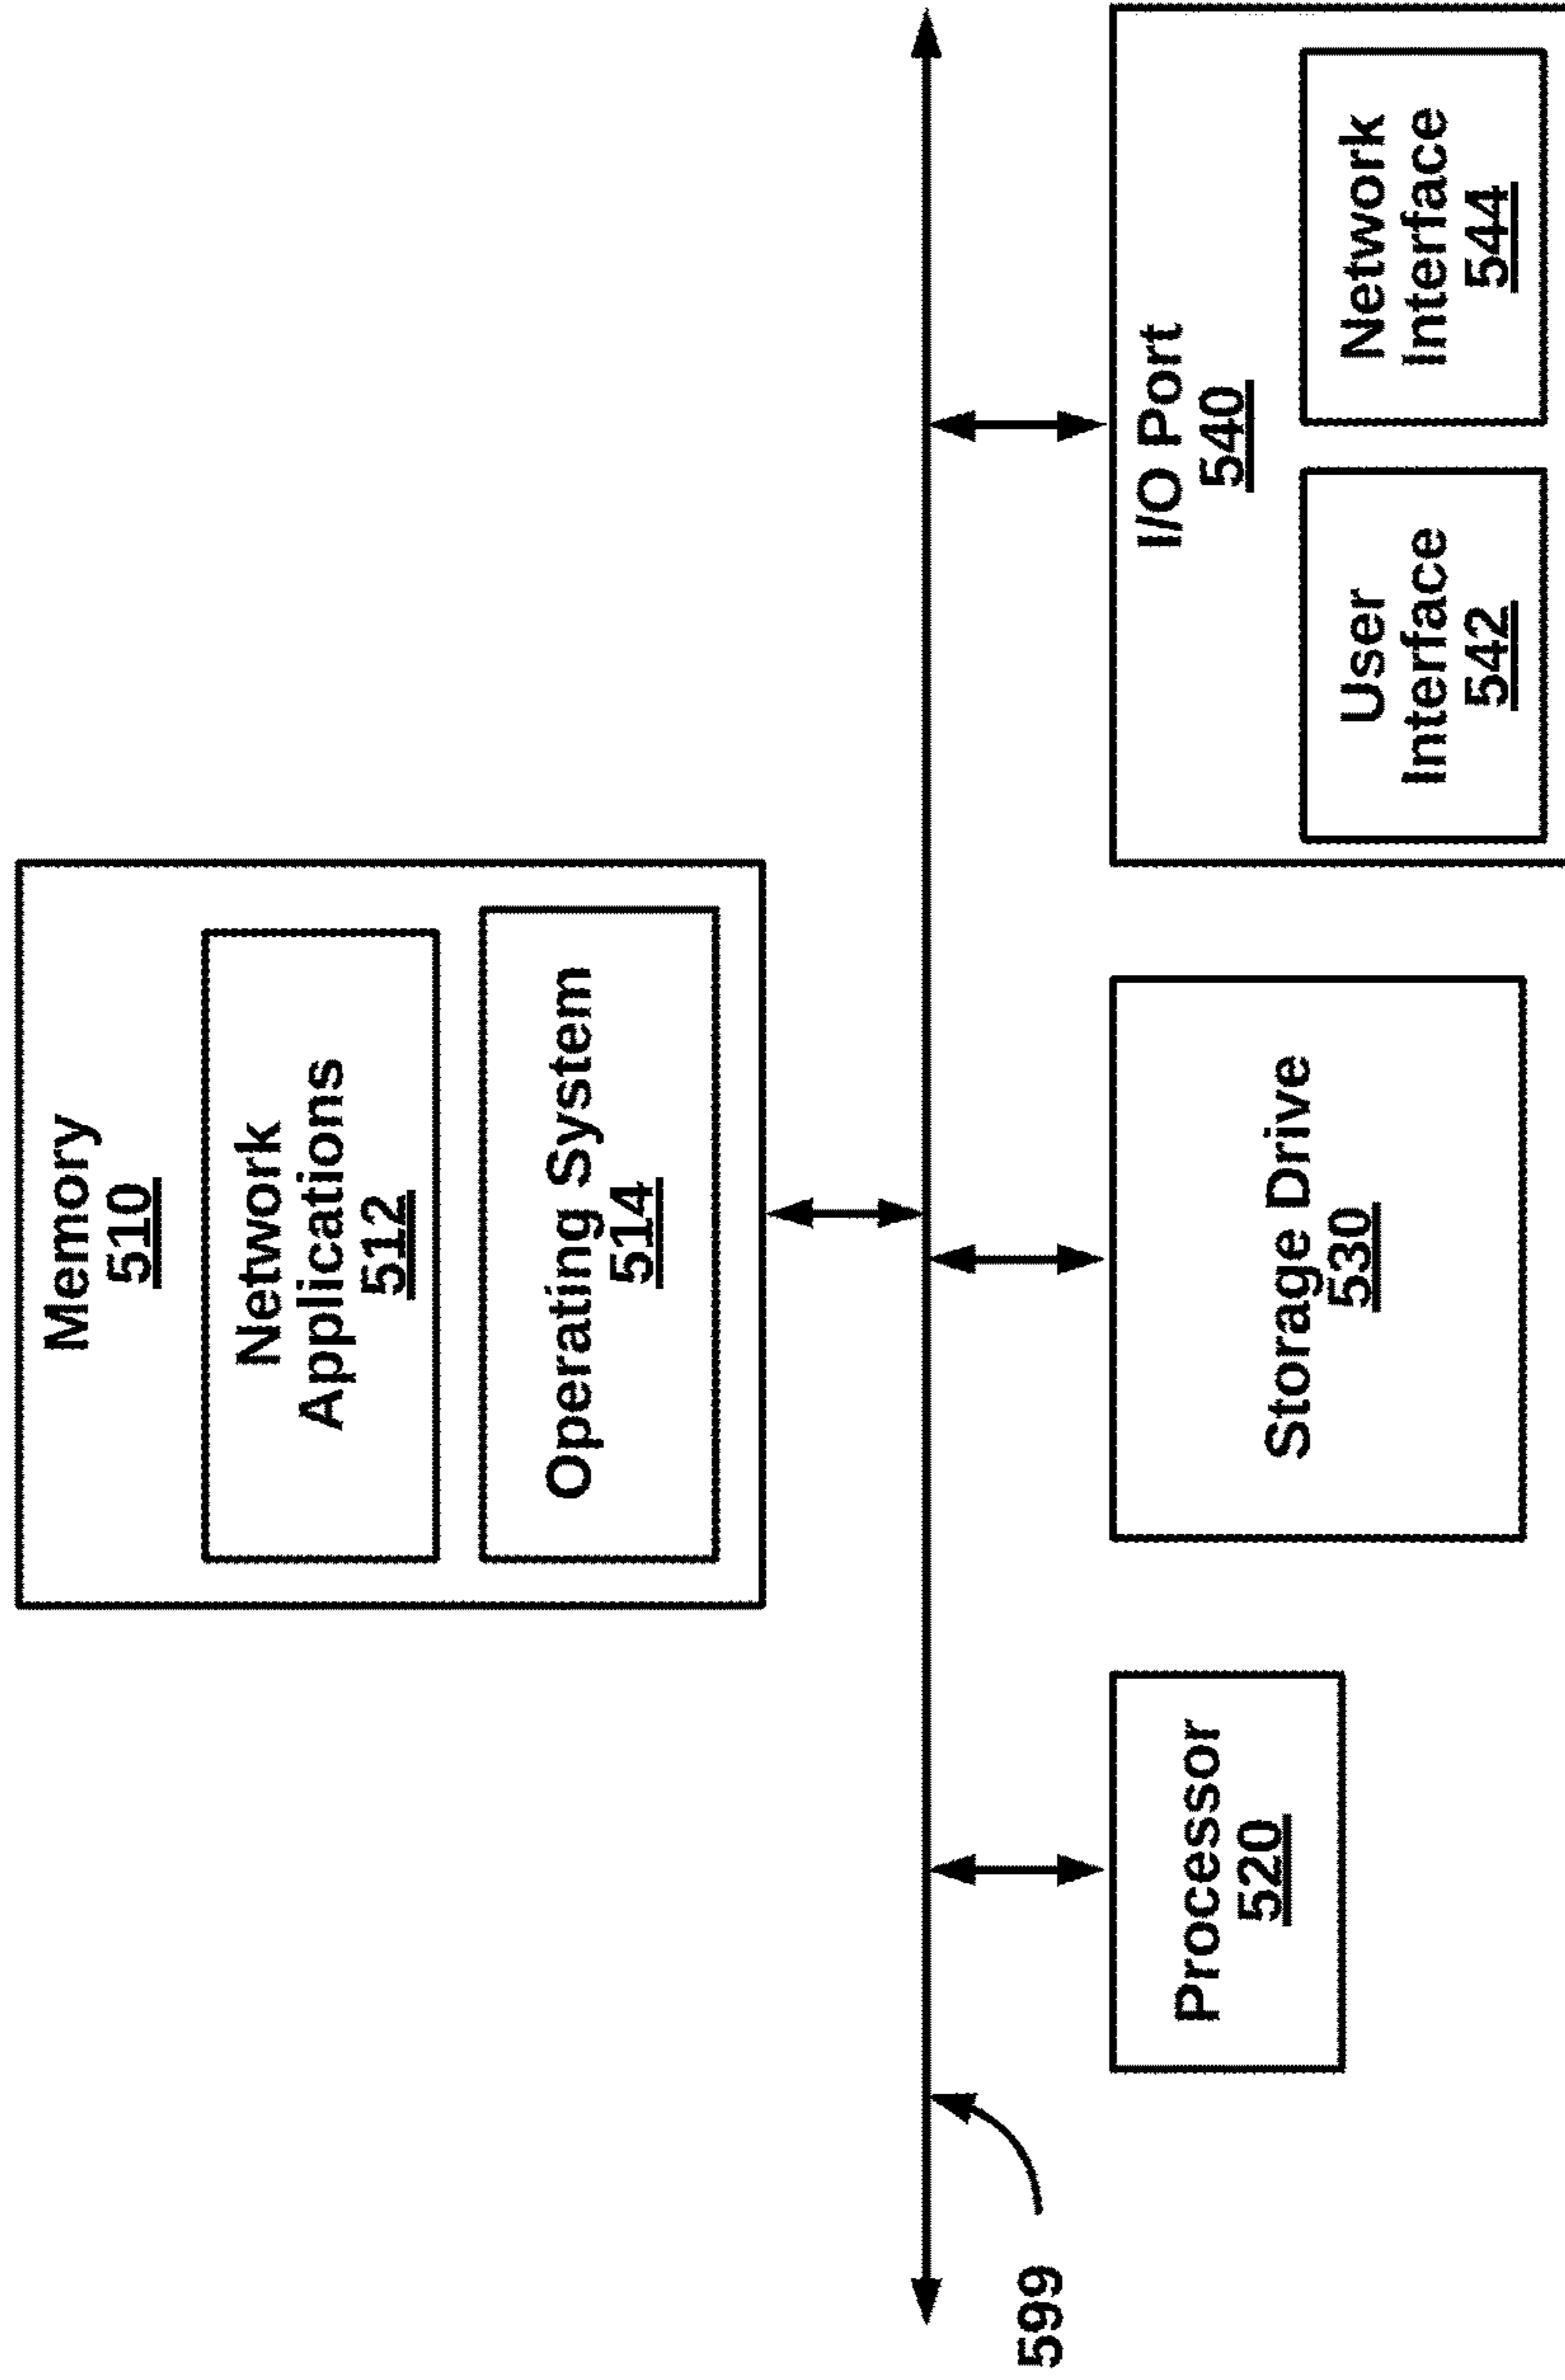 Memory
510
Network
Applications
512
Operating System
514
599
Processor
520
Storage Drive
530
I/O Port
540
User
Interface
542
Network
Interface
544